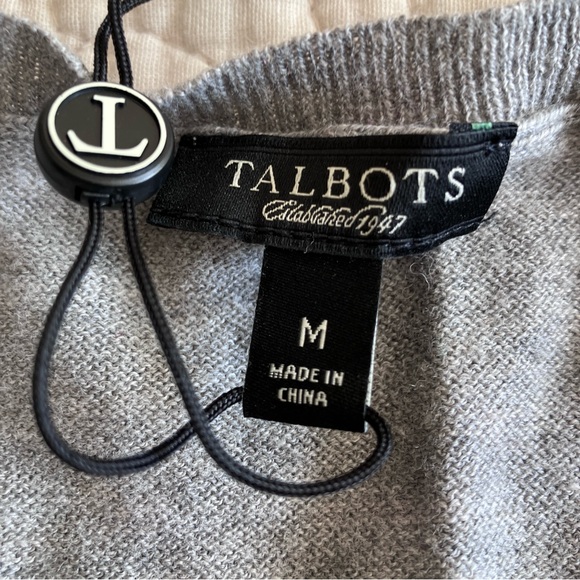 T
TALBOTS
Established 1947
M
MADE IN
CHINA